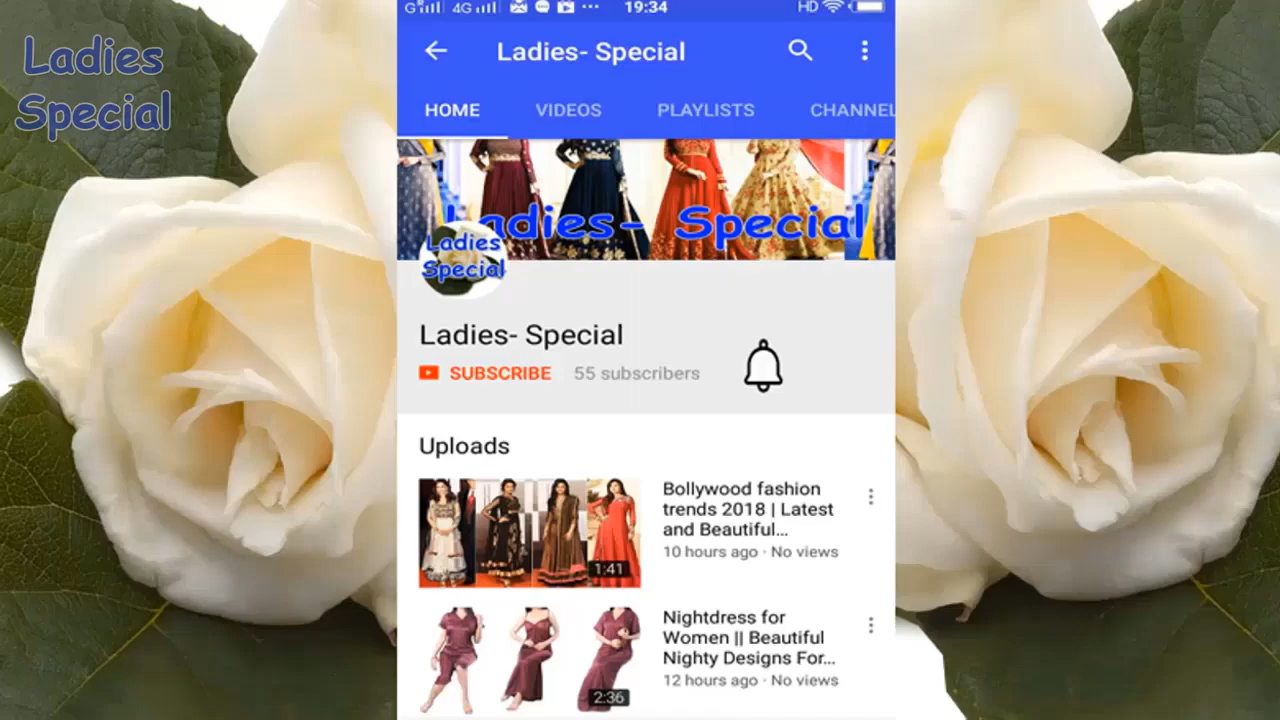 Ladies
Special
G 4G ... 19:34 HD
Ladies- Special
HOME VIDEOS PLAYLISTS CHANNEL
Ladies- Special
Ladies
Special
Ladies- Special
SUBSCRIBE 55 subscribers
Uploads
Bollywood fashion
trends 2018 | Latest
and Beautiful...
10 hours ago · No views
1:41
Nightdress for
Women || Beautiful
Nighty Designs For...
12 hours ago · No views
2:36